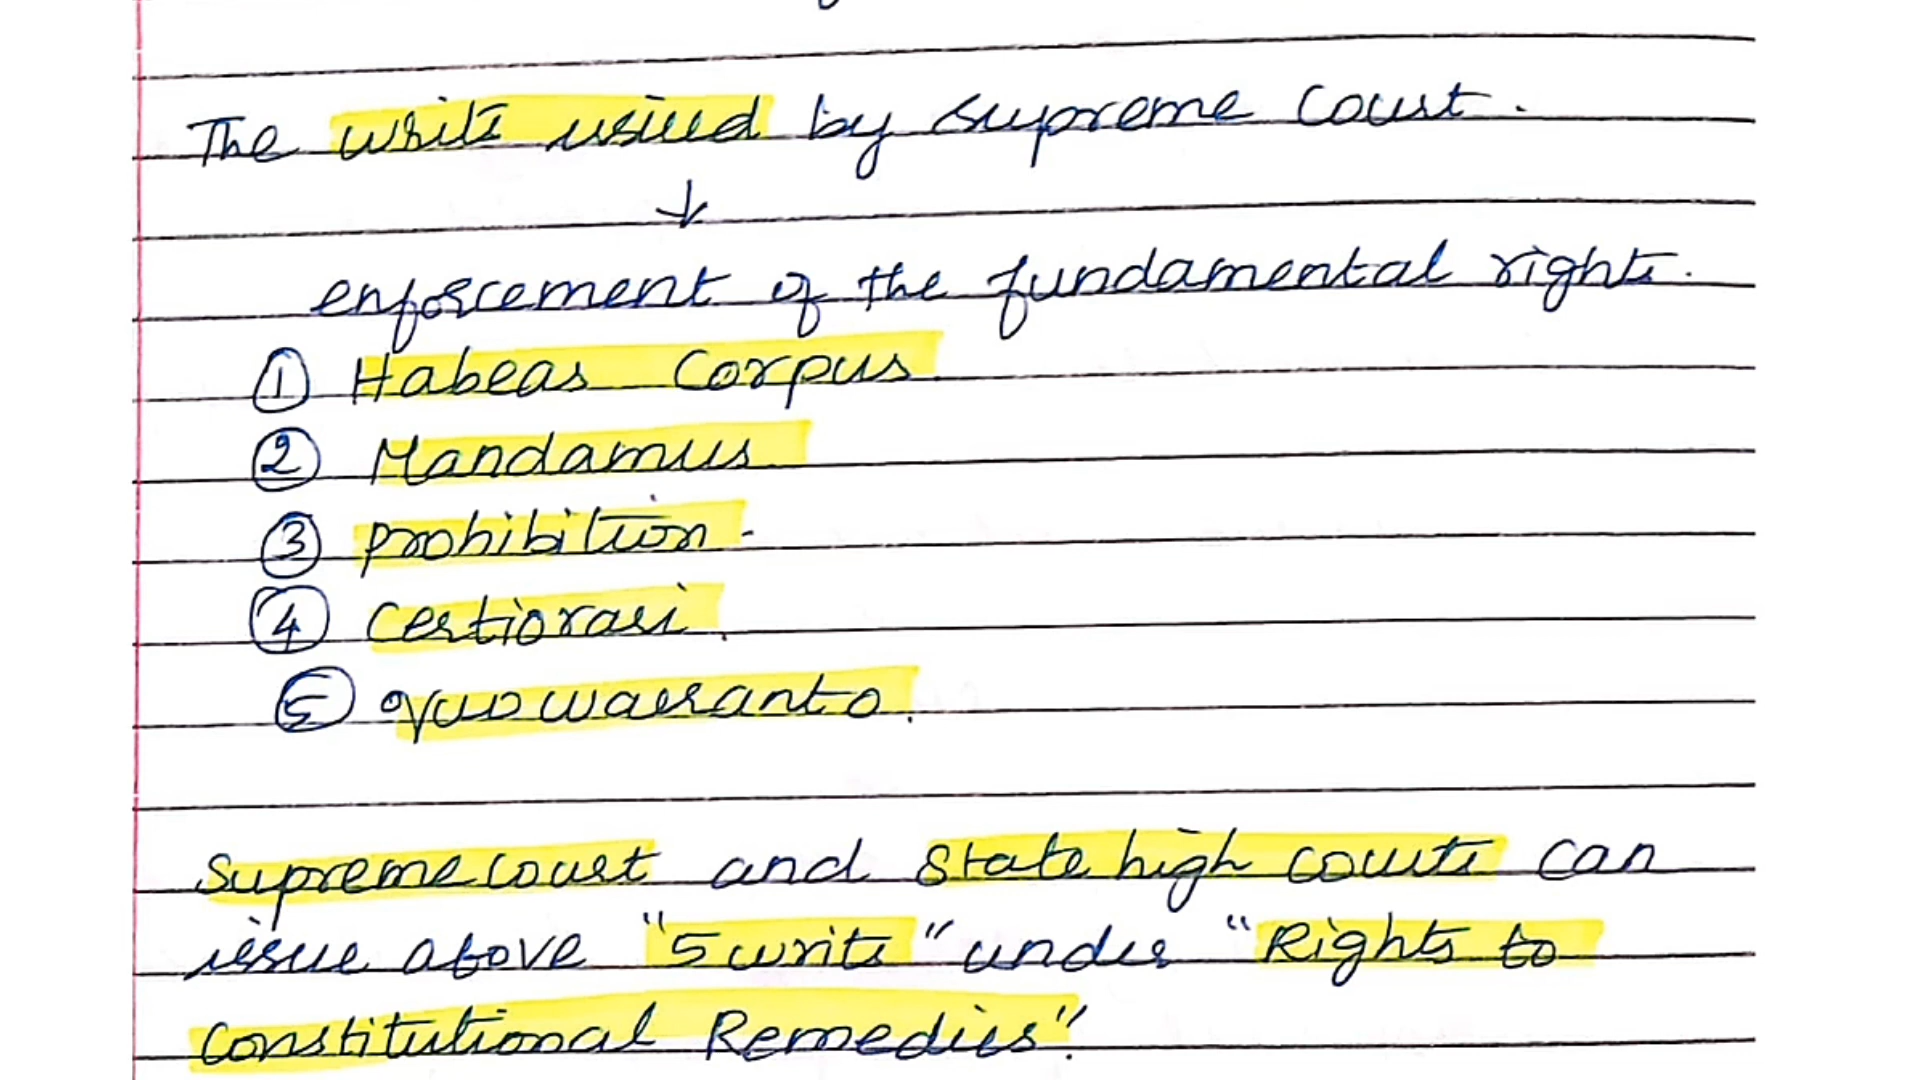 The writs issued by Supreme Court.
↓
enforcement of the fundamental rights.
① Habeas Corpus
② Mandamus
③ prohibition.
④ Certiorari.
⑤ quo warranto.
Supreme court and State high courts can
issue above "5 writs" under "Rights to
Constitutional Remedies".